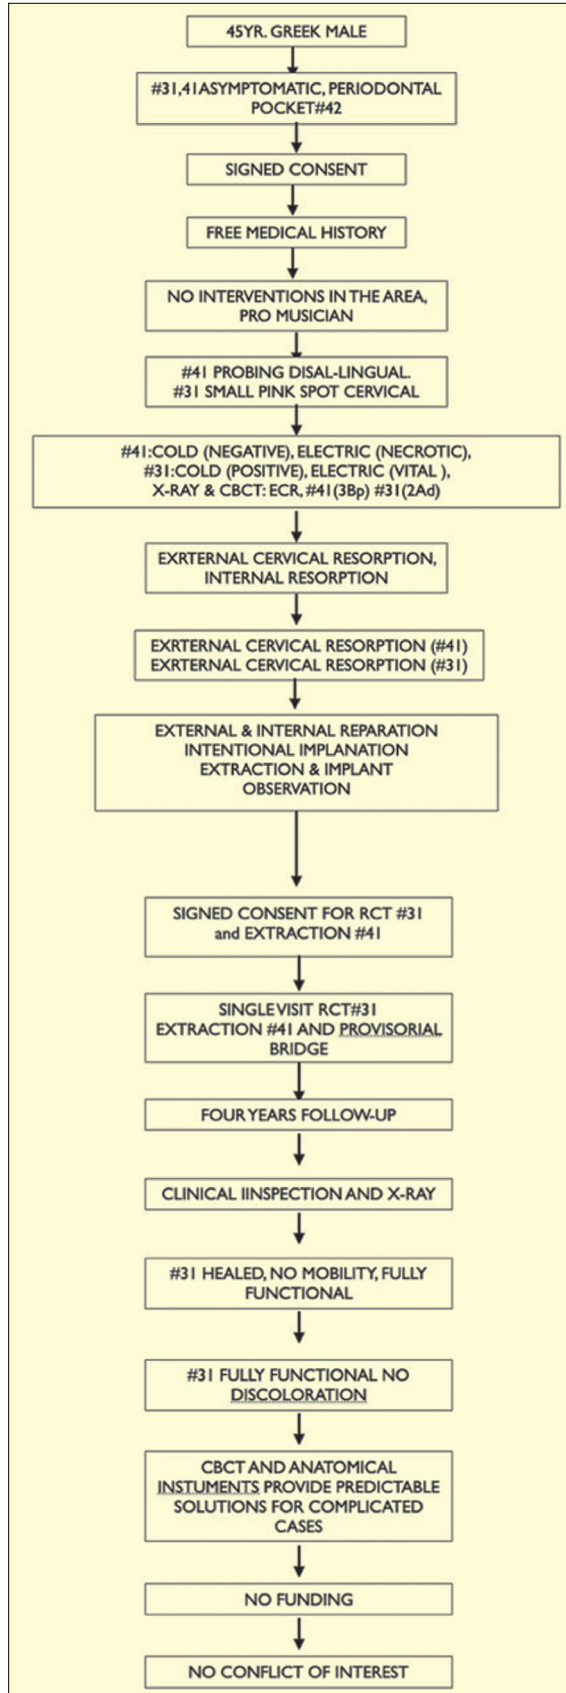 45YR. GREEK MALE
#31,41ASYMPTOMATIC, PERIODONTAL
POCKET#42
SIGNED CONSENT
FREE MEDICAL HISTORY
NO INTERVENTIONS IN THE AREA,
PRO MUSICIAN
#41 PROBING DISAL-LINGUAL.
#31 SMALL PINK SPOT CERVICAL
#41:COLD (NEGATIVE), ELECTRIC (NECROTIC),
#31:COLD (POSITIVE), ELECTRIC (VITAL ),
X-RAY & CBCT: ECR, #41(3Bp) #31(2Ad)
EXRTERNAL CERVICAL RESORPTION,
INTERNAL RESORPTION
EXRTERNAL CERVICAL RESORPTION (#41)
EXRTERNAL CERVICAL RESORPTION (#31)
EXTERNAL & INTERNAL REPARATION
INTENTIONAL IMPLANATION
EXTRACTION & IMPLANT
OBSERVATION
SIGNED CONSENT FOR RCT #31
and EXTRACTION #41
SINGLE VISIT RCT#31
EXTRACTION #41 AND PROVISORIAL
BRIDGE
FOUR YEARS FOLLOW-UP
CLINICAL IINSPECTION AND X-RAY
#31 HEALED, NO MOBILITY, FULLY
FUNCTIONAL
#31 FULLY FUNCTIONAL NO
DISCOLORATION
CBCT AND ANATOMICAL
INSTUMENTS PROVIDE PREDICTABLE
SOLUTIONS FOR COMPLICATED
CASES
NO FUNDING
NO CONFLICT OF INTEREST